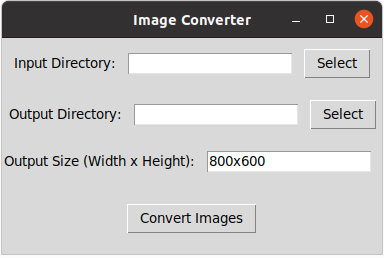 Image Converter
Input Directory: Select
Output Directory: Select
Output Size (Width x Height): 800x600
Convert Images